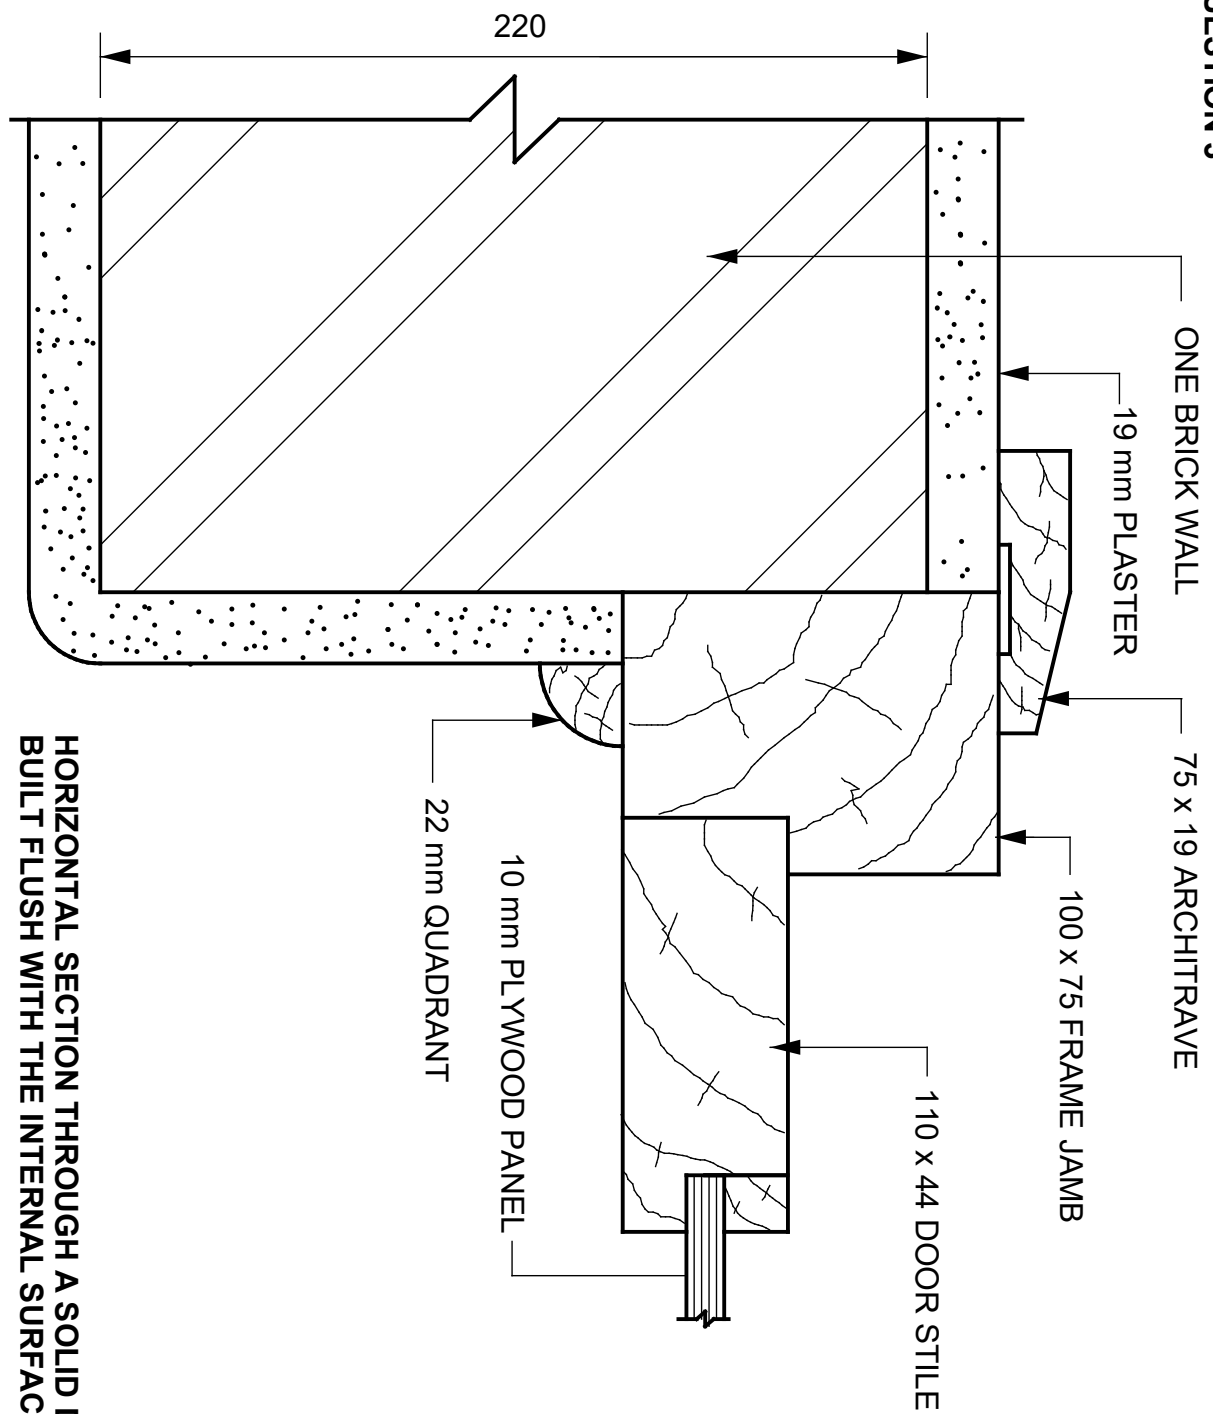 220
ONE BRICK WALL
75 x 19 ARCHITRAVE
19 mm PLASTER
100 x 75 FRAME JAMB
110 x 44 DOOR STILE
10 mm PLYWOOD PANEL
22 mm QUADRANT
HORIZONTAL SECTION THROUGH A SOLID
BUILT FLUSH WITH THE INTERNAL SURFAC